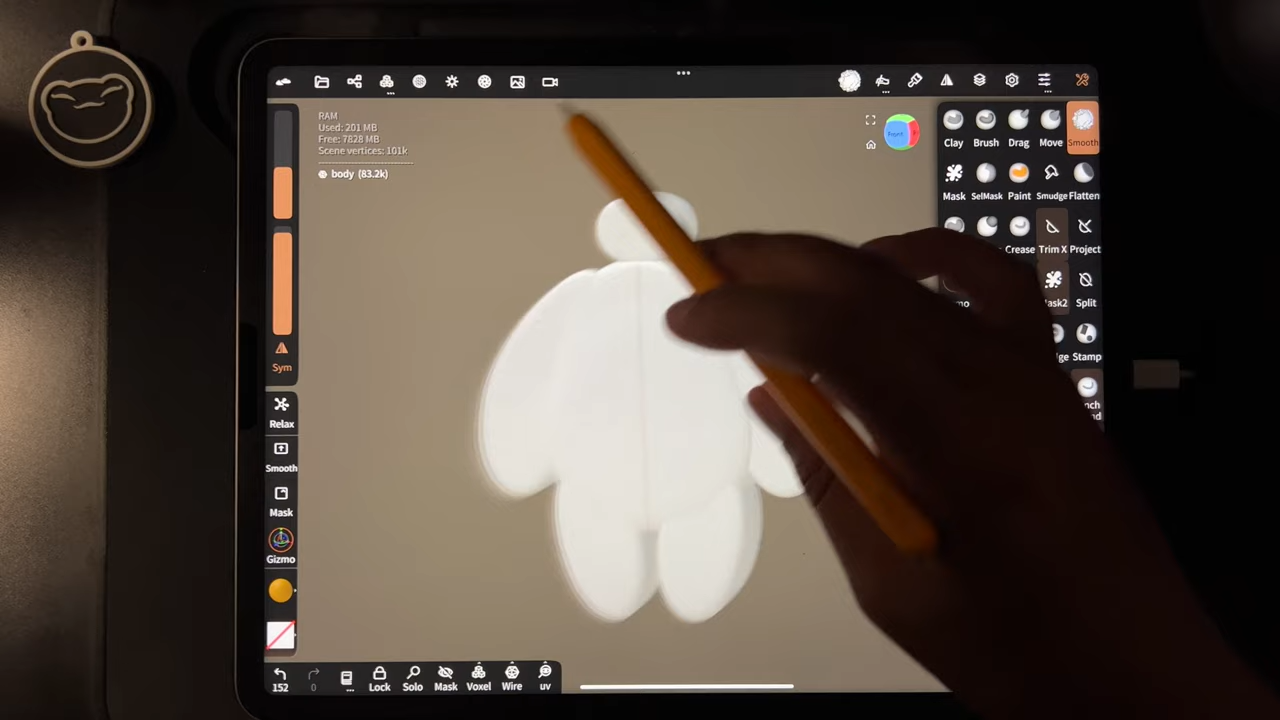 RAM
Used: 201 MB
Free: 7828 MB
Scene vertices: 101k
body (83.2k)
Front
Clay Brush Drag Move Smooth
Mask SelMask Paint Smudge Flatten
Crease Trim X Project
Split
Stamp
Sym
Relax
Smooth
Mask
Gizmo
152 0 Lock Solo Mask Voxel Wire uv